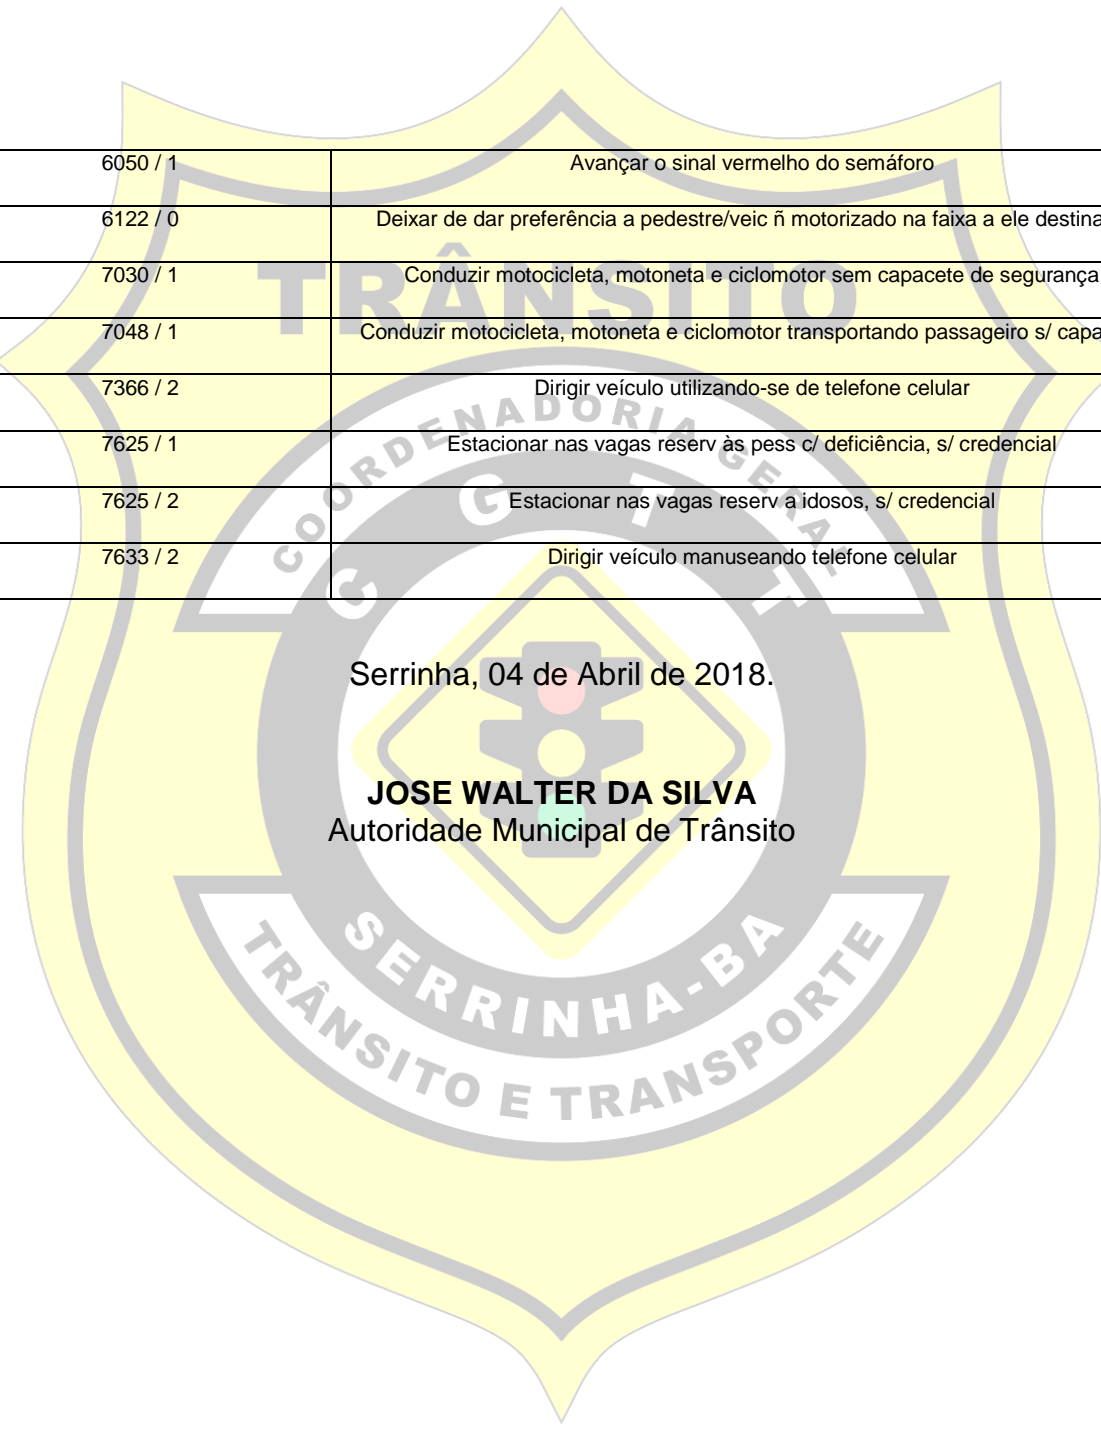 6050 / 1 Avançar o sinal vermelho do semáforo
6122 / 0 Deixar de dar preferência a pedestre/veic ñ motorizado na faixa a ele destina
7030 / 1 Conduzir motocicleta, motoneta e ciclomotor sem capacete de segurança
7048 / 1 Conduzir motocicleta, motoneta e ciclomotor transportando passageiro s/ capa
7366 / 2 Dirigir veículo utilizando-se de telefone celular
7625 / 1 Estacionar nas vagas reserv às pess c/ deficiência, s/ credencial
7625 / 2 Estacionar nas vagas reserv a idosos, s/ credencial
7633 / 2 Dirigir veículo manuseando telefone celular
Serrinha, 04 de Abril de 2018.
JOSE WALTER DA SILVA
Autoridade Municipal de Trânsito
TRÂNSITO
COORDENADORIA GERAL
C G T T
SERRINHA-BA
TRÂNSITO E TRANSPORTE